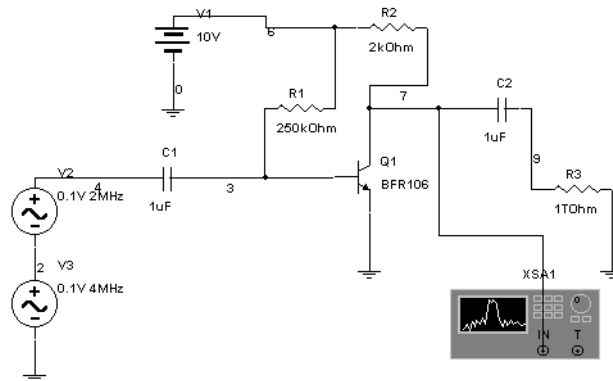 V1
10V
6
R2
2kOhm
0
R1
250kOhm
7
C2
1uF
C1
1uF
Q1
BFR106
9
R3
1TOhm
V2
4
3
0.1V 2MHz
2
V3
0.1V 4MHz
XSA1
IN
T